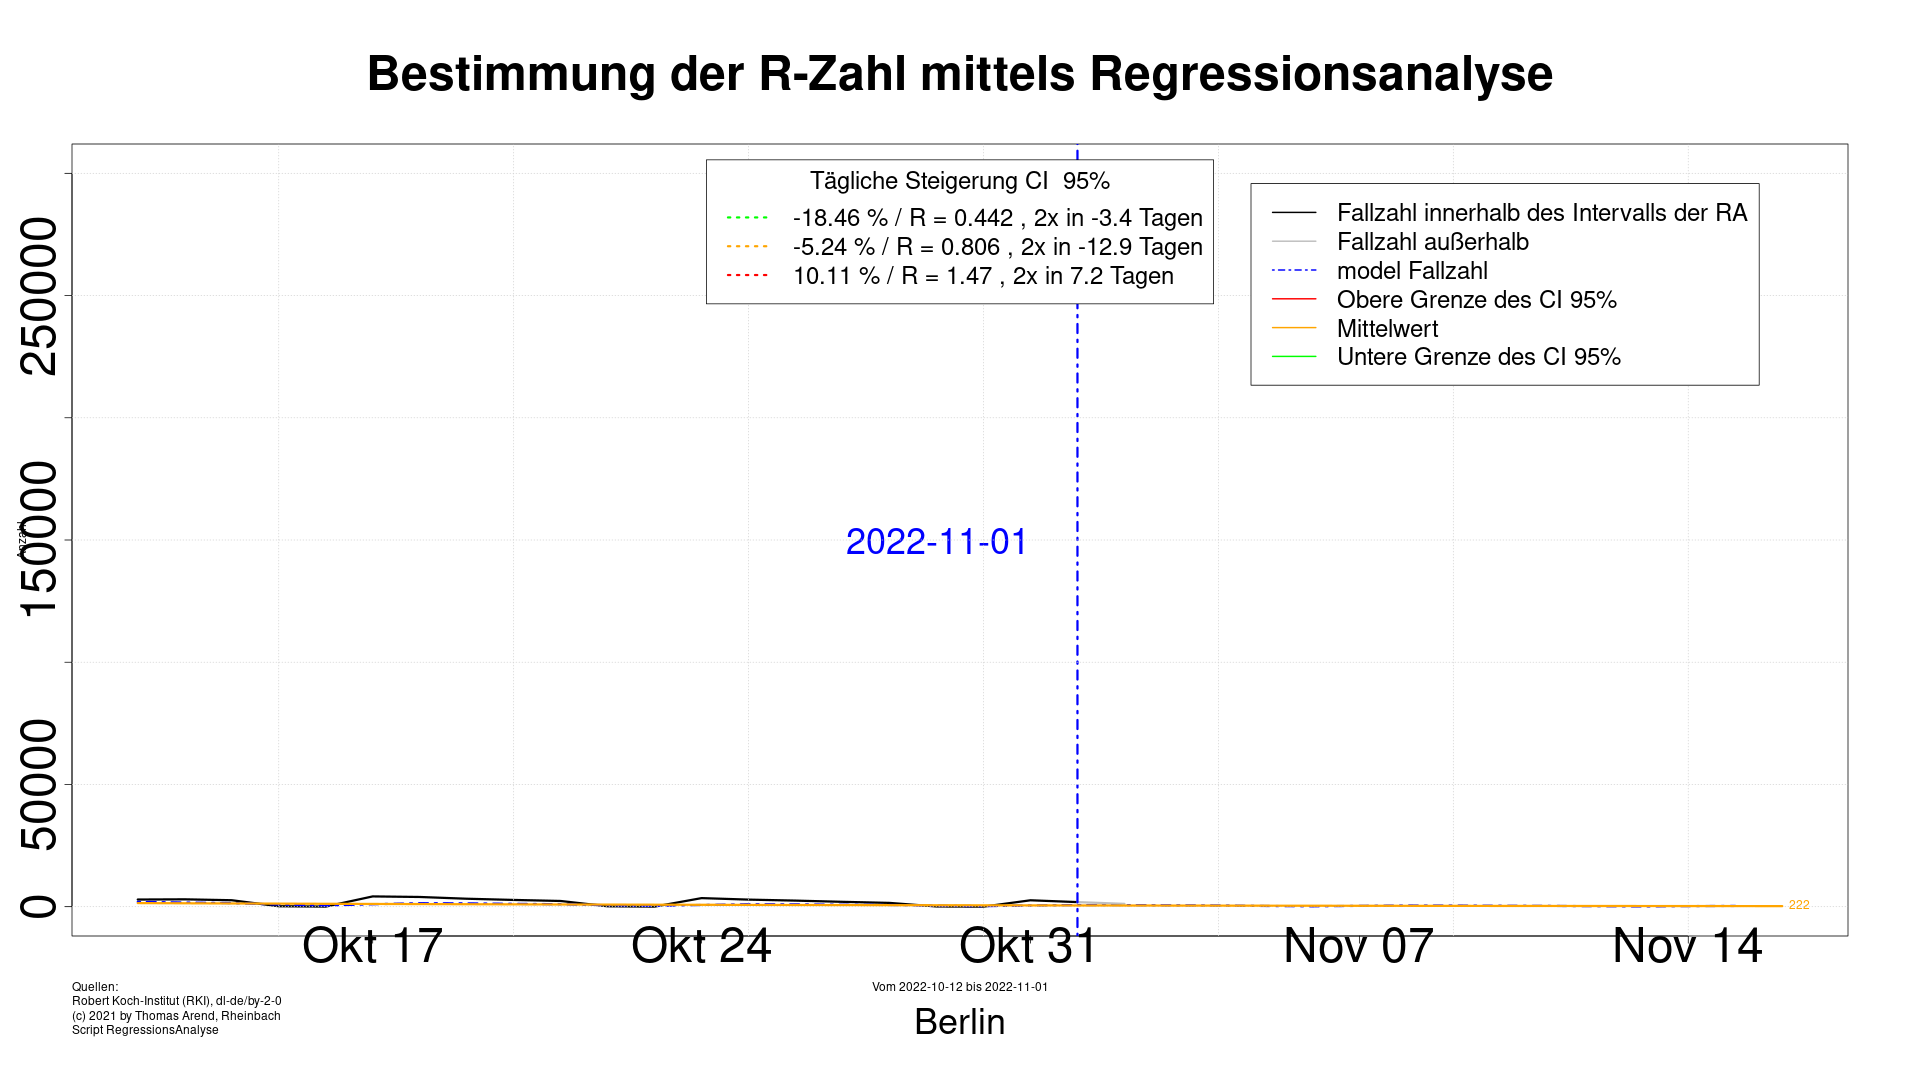 Bestimmung der R-Zahl mittels Regressionsanalyse
Tägliche Steigerung CI  95%
-18.46 % / R = 0.442 , 2x in -3.4 Tagen
-5.24 % / R = 0.806 , 2x in -12.9 Tagen
10.11 % / R = 1.47 , 2x in 7.2 Tagen
Fallzahl innerhalb des Intervalls der RA
Fallzahl außerhalb
model Fallzahl
Obere Grenze des CI 95%
Mittelwert
Untere Grenze des CI 95%
250000
150000
50000
0
Anzahl
2022-11-01
222
Okt 17
Okt 24
Okt 31
Nov 07
Nov 14
Quellen:
Robert Koch-Institut (RKI), dl-de/by-2-0
(c) 2021 by Thomas Arend, Rheinbach
Script RegressionsAnalyse
Vom 2022-10-12 bis 2022-11-01
Berlin